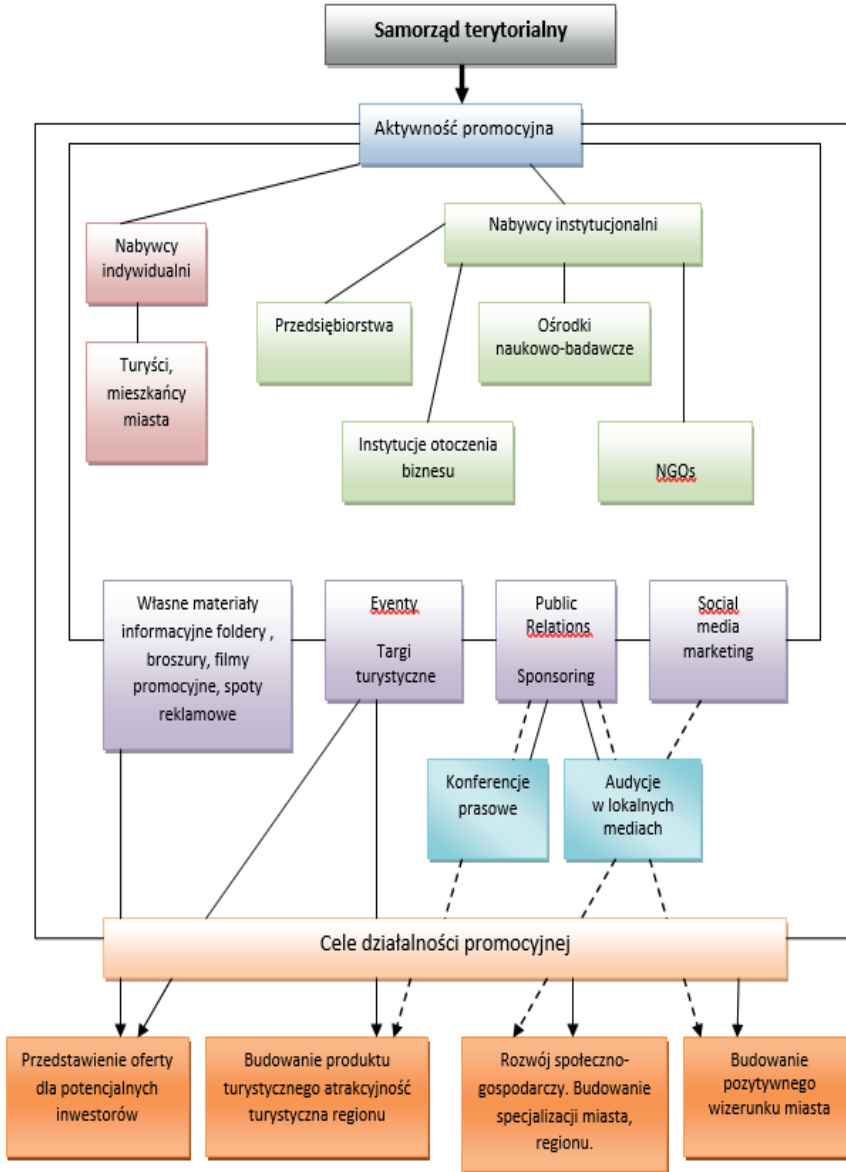 Samorząd terytorialny
Aktywność promocyjna
Nabywcy
indywidualni
Nabywcy instytucjonalni
Przedsiębiorstwa
Ośrodki
naukowo-badawcze
Turyści,
mieszkańcy
miasta
Instytucje otoczenia
biznesu
NGOs
Własne materiały
informacyjne foldery ,
broszury, filmy
promocyjne, spoty
reklamowe
Eventy
Targi
turystyczne
Public
Relations
Sponsoring
Social
media
marketing
Konferencje
prasowe
Audycje
w lokalnych
mediach
Cele działalności promocyjnej
Przedstawienie oferty
dla potencjalnych
inwestorów
Budowanie produktu
turystycznego atrakcyjność
turystyczna regionu
Rozwój społeczno-
gospodarczy. Budowanie
specjalizacji miasta,
regionu.
Budowanie
pozytywnego
wizerunku miasta